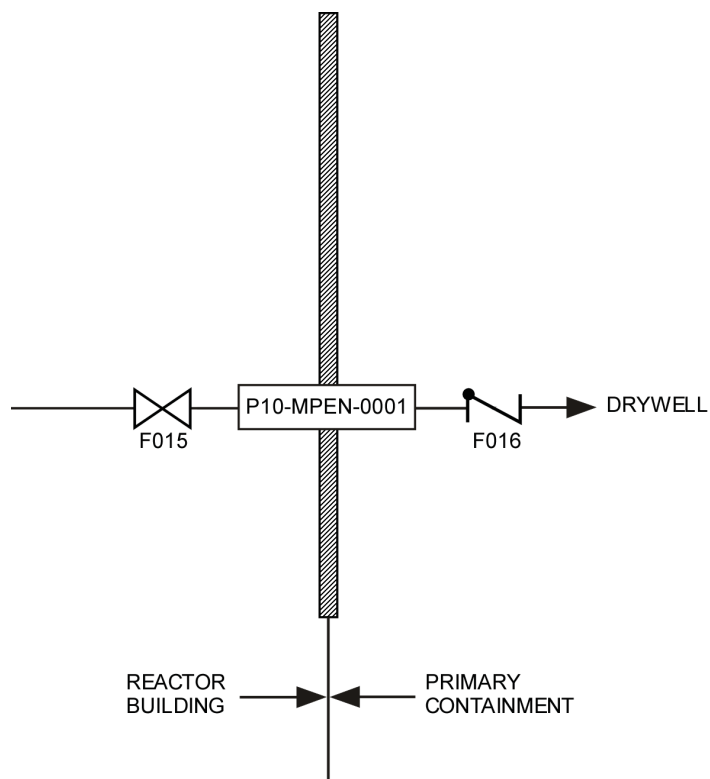 P10-MPEN-0001
DRYWELL
F015
F016
REACTOR
BUILDING
PRIMARY
CONTAINMENT